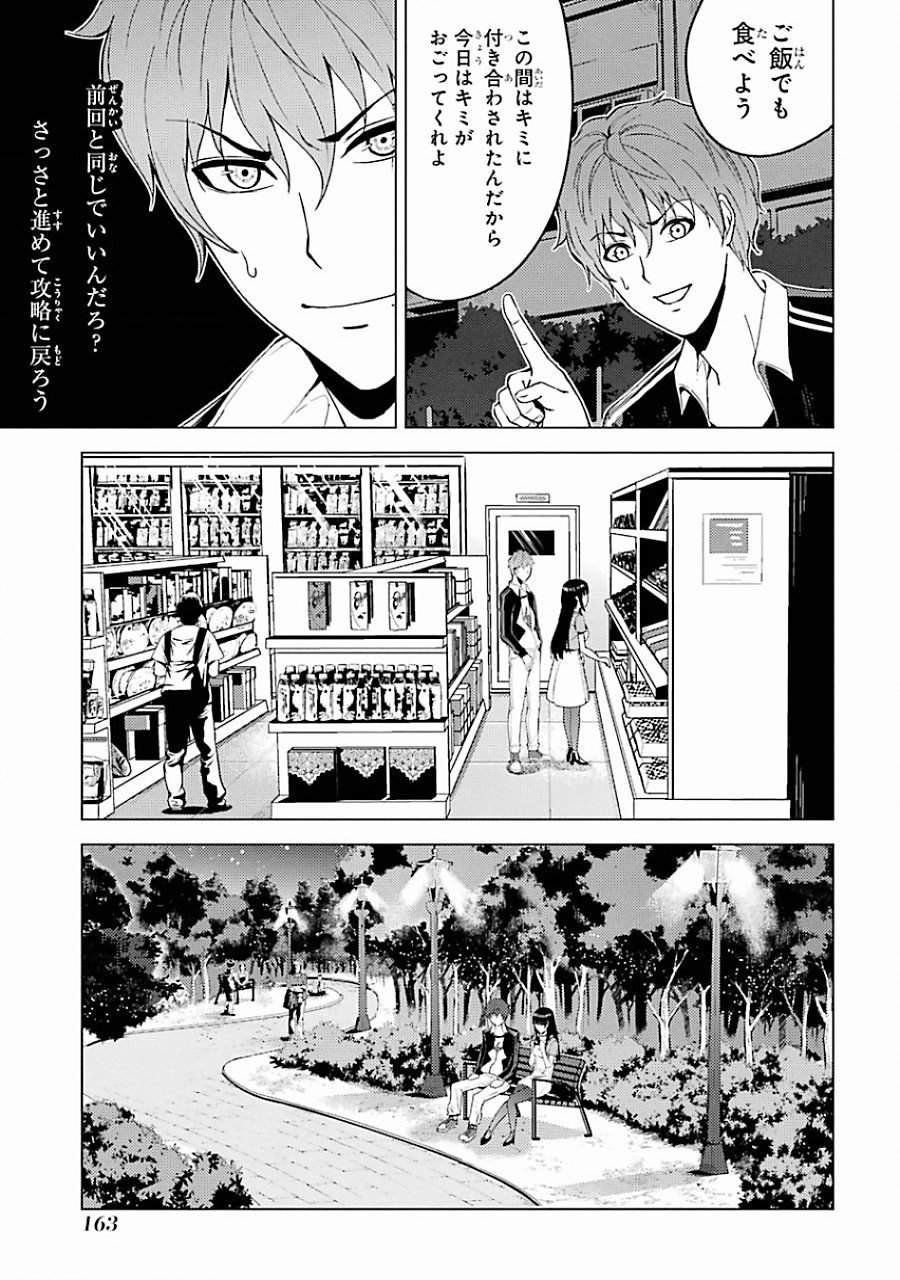 ご飯でも
食べよう
この間はキミに
付き合わされたんだから
今日はキミが
おごってくれよ
前回と同じでいいんだろ?
さっさと進めて攻略に戻ろう
163